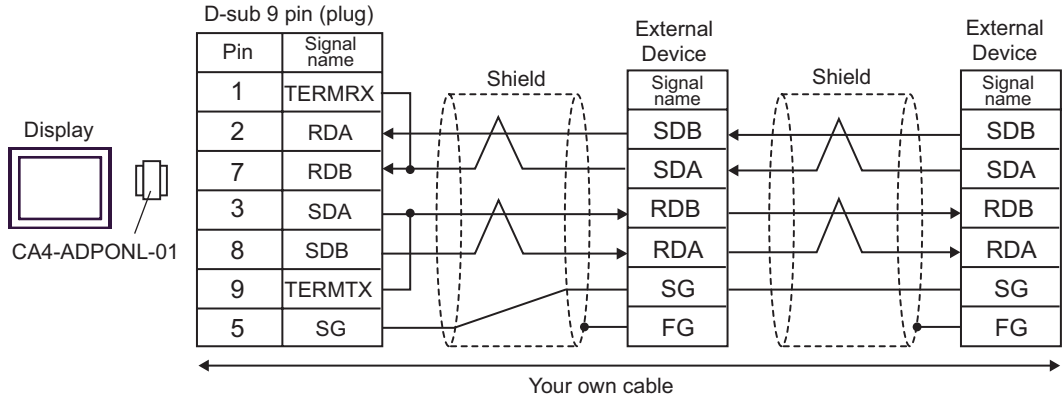 D-sub 9 pin (plug)
Pin Signal name
1 TERMRX
2 RDA
7 RDB
3 SDA
8 SDB
9 TERMTX
5 SG
Display
CA4-ADPONL-01
Shield
External
Device
Signal
name
SDB
SDA
RDB
RDA
SG
FG
Shield
External
Device
Signal
name
SDB
SDA
RDB
RDA
SG
FG
Your own cable